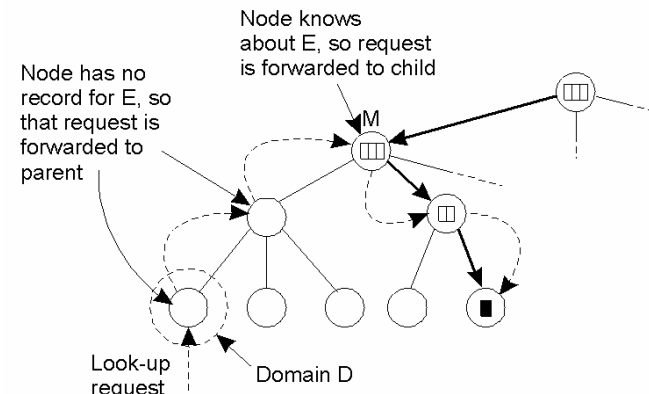 Node knows
about E, so request
is forwarded to child
Node has no
record for E, so
that request is
forwarded to
parent
M
Look-up
request
Domain D